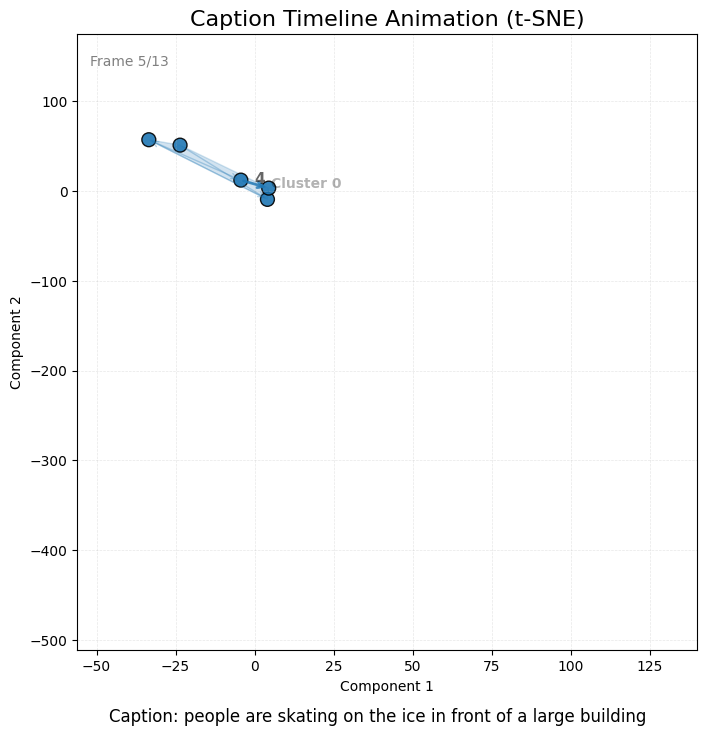 Caption Timeline Animation (t-SNE)
Frame 5/13
4
Cluster 0
100
0
−100
−200
−300
−400
−500
Component 2
−50 −25 0 25 50 75 100 125
Component 1
Caption: people are skating on the ice in front of a large building